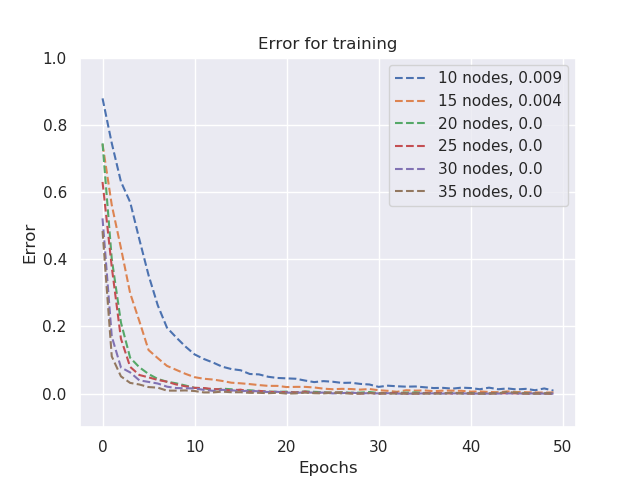 Error for training
1.0
0.8
0.6
0.4
0.2
0.0
Error
10 nodes, 0.009
15 nodes, 0.004
20 nodes, 0.0
25 nodes, 0.0
30 nodes, 0.0
35 nodes, 0.0
0 10 20 30 40 50
Epochs